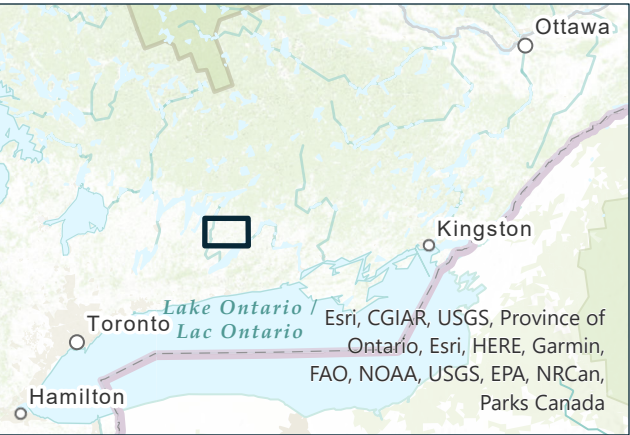 Ottawa
Kingston
Lake Ontario /
Lac Ontario
Toronto
Hamilton
Esri, CGIAR, USGS, Province of
Ontario, Esri, HERE, Garmin,
FAO, NOAA, USGS, EPA, NRCan,
Parks Canada